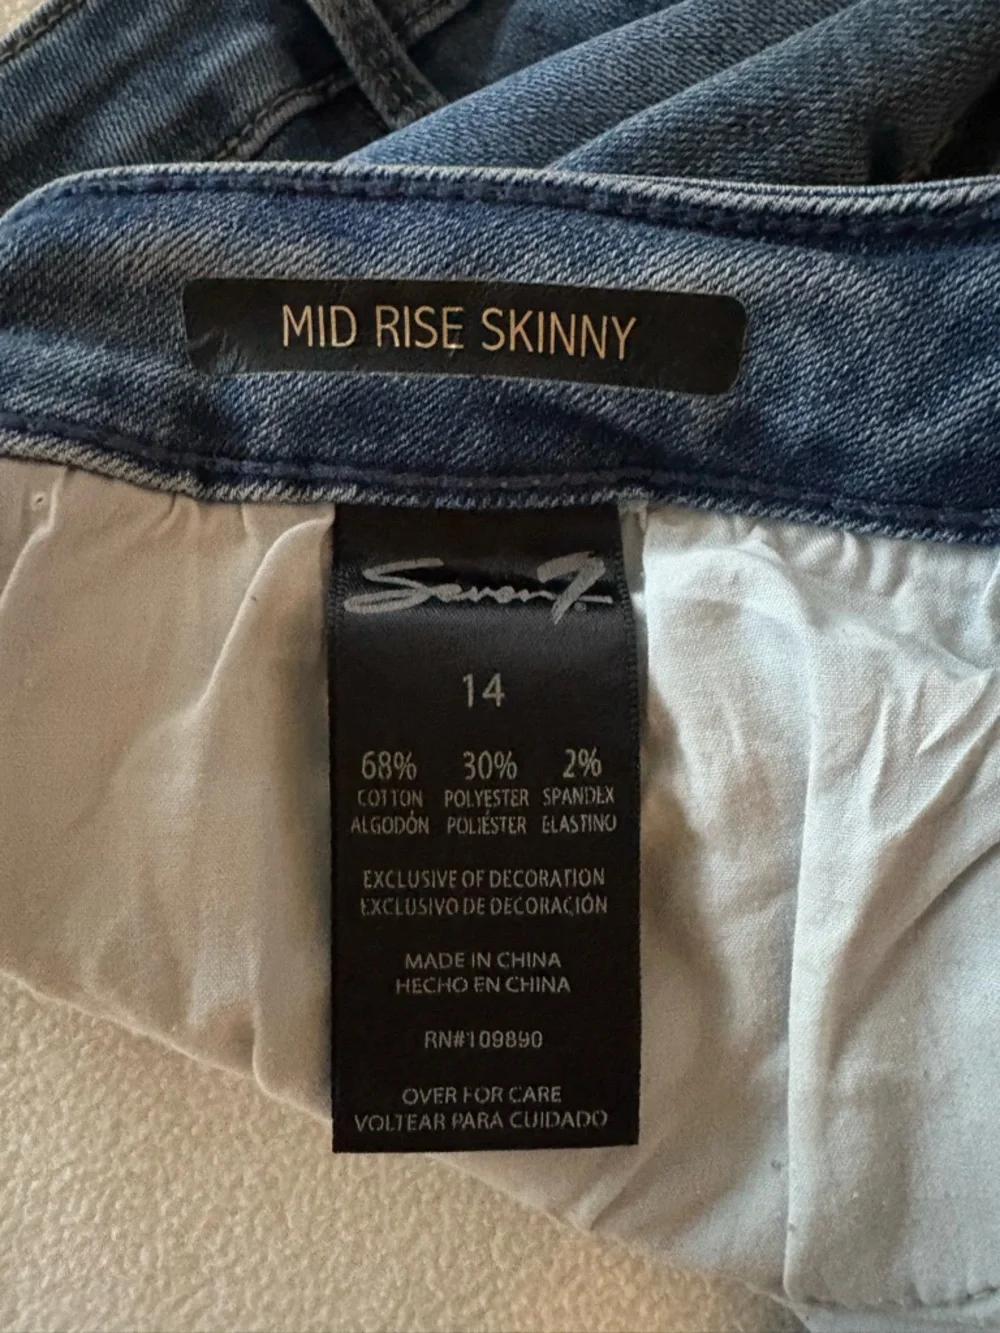 MID RISE SKINNY
Seven7
14
68% 30% 2%
COTTON POLYESTER SPANDEX
ALGODÓN POLIÉSTER ELASTINO
EXCLUSIVE OF DECORATION
EXCLUSIVO DE DECORACIÓN
MADE IN CHINA
HECHO EN CHINA
RN#109890
OVER FOR CARE
VOLTEAR PARA CUIDADO